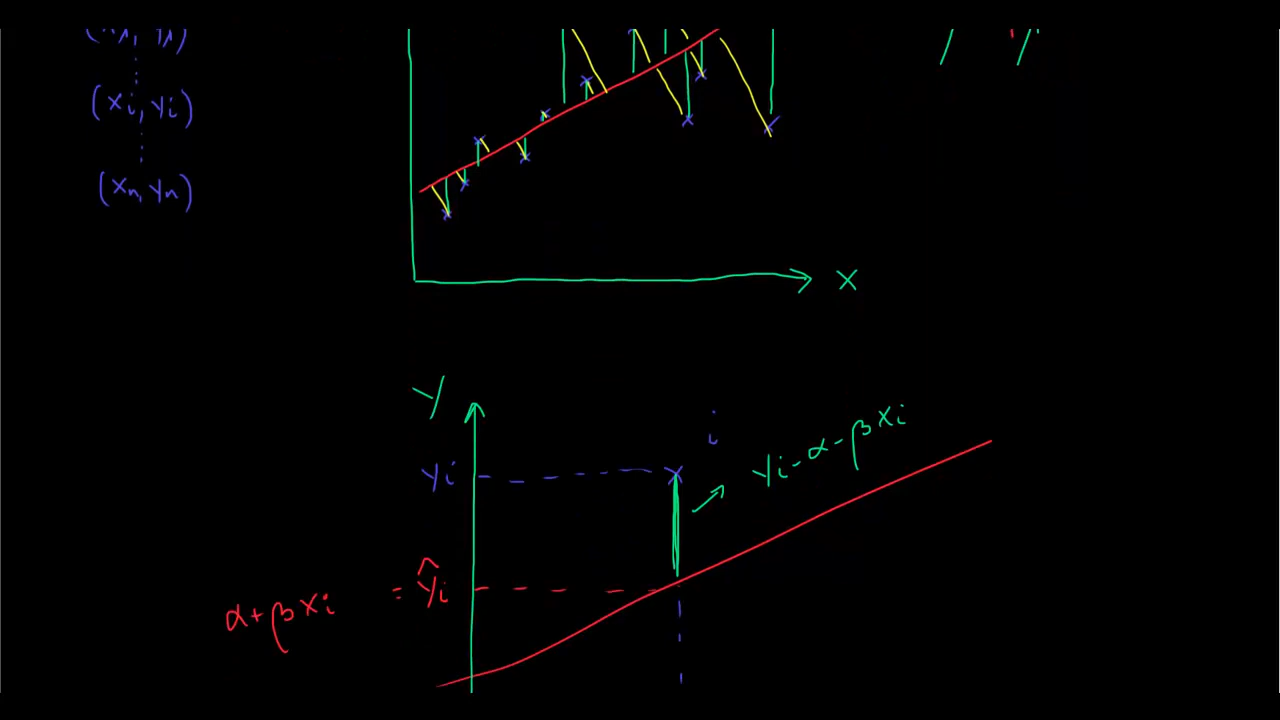 (xi, yi)
(xn, yn)
X
Y
i
yi
yi - α - βxi
α + βxi = ŷi